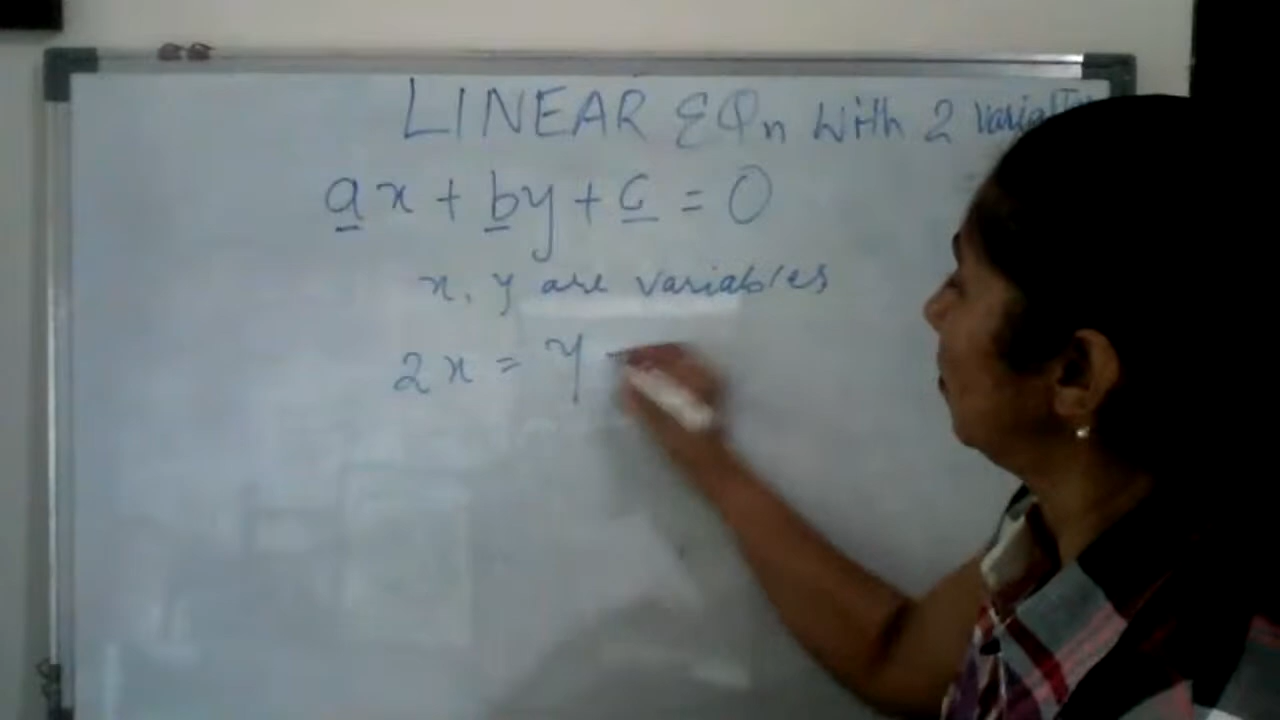 LINEAR EQn with 2
ax + by + c = 0
x, y are variables
2x = y